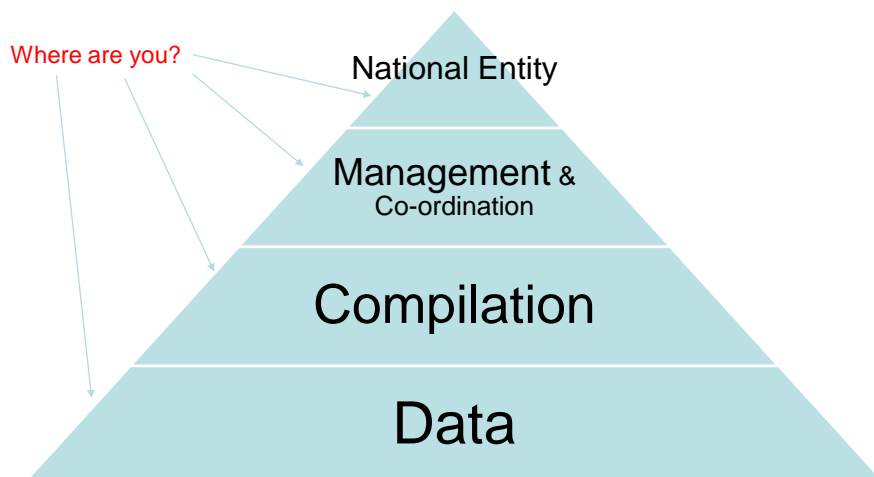 Where are you?
National Entity
Management &
Co-ordination
Compilation
Data